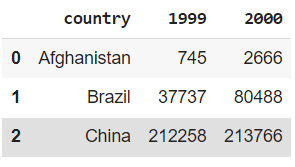 country 1999 2000
0 Afghanistan 745 2666
1 Brazil 37737 80488
2 China 212258 213766